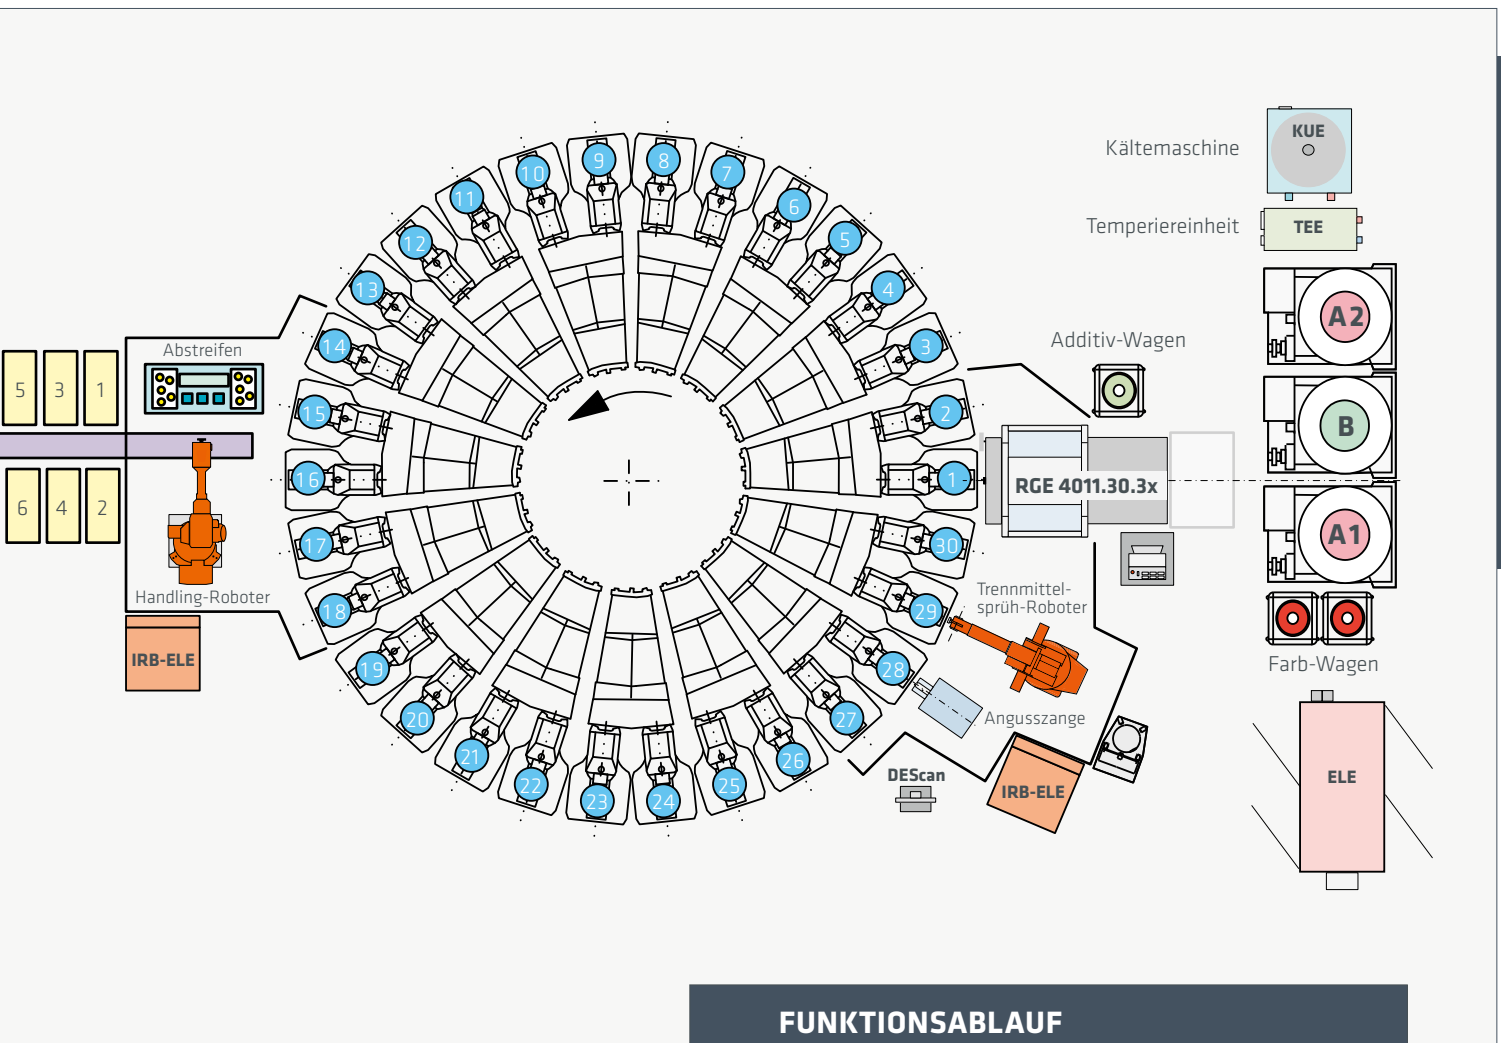 KUE
Kältemaschine
Temperiereinheit
TEE
9
8
10
7
11
6
12
5
13
4
14
3
15
2
16
1
17
30
18
29
19
28
20
27
21
26
22
25
23
24
A2
Additiv-Wagen
B
RGE 4011.30.3x
A1
Abstreifen
5
3
1
6
4
2
Handling-Roboter
IRB-ELE
Trennmittel-
sprüh-Roboter
Farb-Wagen
Angusszange
DEScan
IRB-ELE
ELE
FUNKTIONSABLAUF